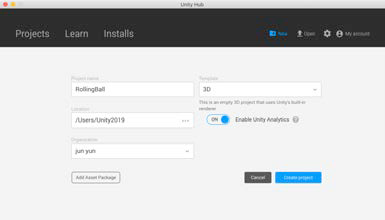 Unity Hub
Projects Learn Installs New Open My account
Project name
RollingBall
Template
3D
This is an empty 3D project that uses Unity's built-in
renderer
Location
/Users/Unity2019 •••
ON Enable Unity Analytics ?
Organization
jun yun
Add Asset Package Cancel Create project